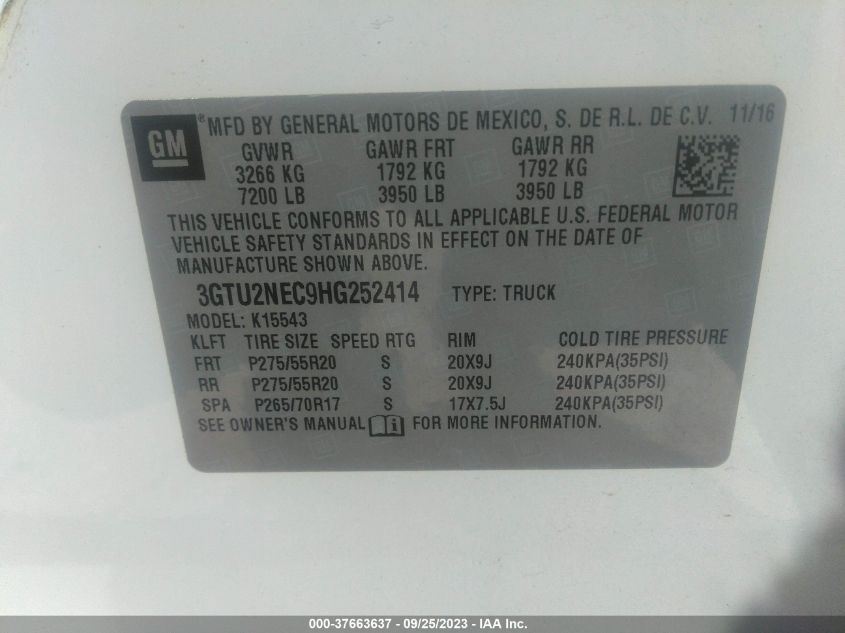 GM ® MFD BY GENERAL MOTORS DE MEXICO, S. DE R.L. DE C.V. 11/16
GVWR GAWR FRT GAWR RR
3266 KG 1792 KG 1792 KG
7200 LB 3950 LB 3950 LB
THIS VEHICLE CONFORMS TO ALL APPLICABLE U.S. FEDERAL MOTOR
VEHICLE SAFETY STANDARDS IN EFFECT ON THE DATE OF
MANUFACTURE SHOWN ABOVE.
3GTU2NEC9HG252414 TYPE: TRUCK
MODEL: K15543
KLFT TIRE SIZE SPEED RTG RIM COLD TIRE PRESSURE
FRT P275/55R20 S 20X9J 240KPA(35PSI)
RR P275/55R20 S 20X9J 240KPA(35PSI)
SPA P265/70R17 S 17X7.5J 240KPA(35PSI)
SEE OWNER'S MANUAL i FOR MORE INFORMATION.
000-37663637 - 09/25/2023 - IAA Inc.